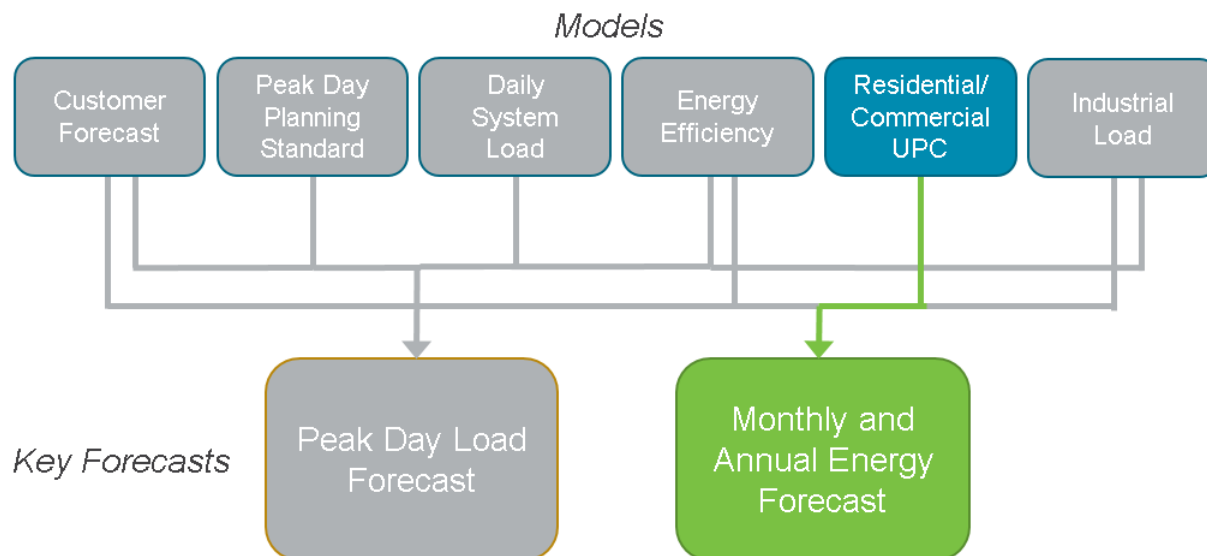 Models
Customer
Forecast
Peak Day
Planning
Standard
Daily
System
Load
Energy
Efficiency
Residential/
Commercial
UPC
Industrial
Load
Key Forecasts
Peak Day Load
Forecast
Monthly and
Annual Energy
Forecast